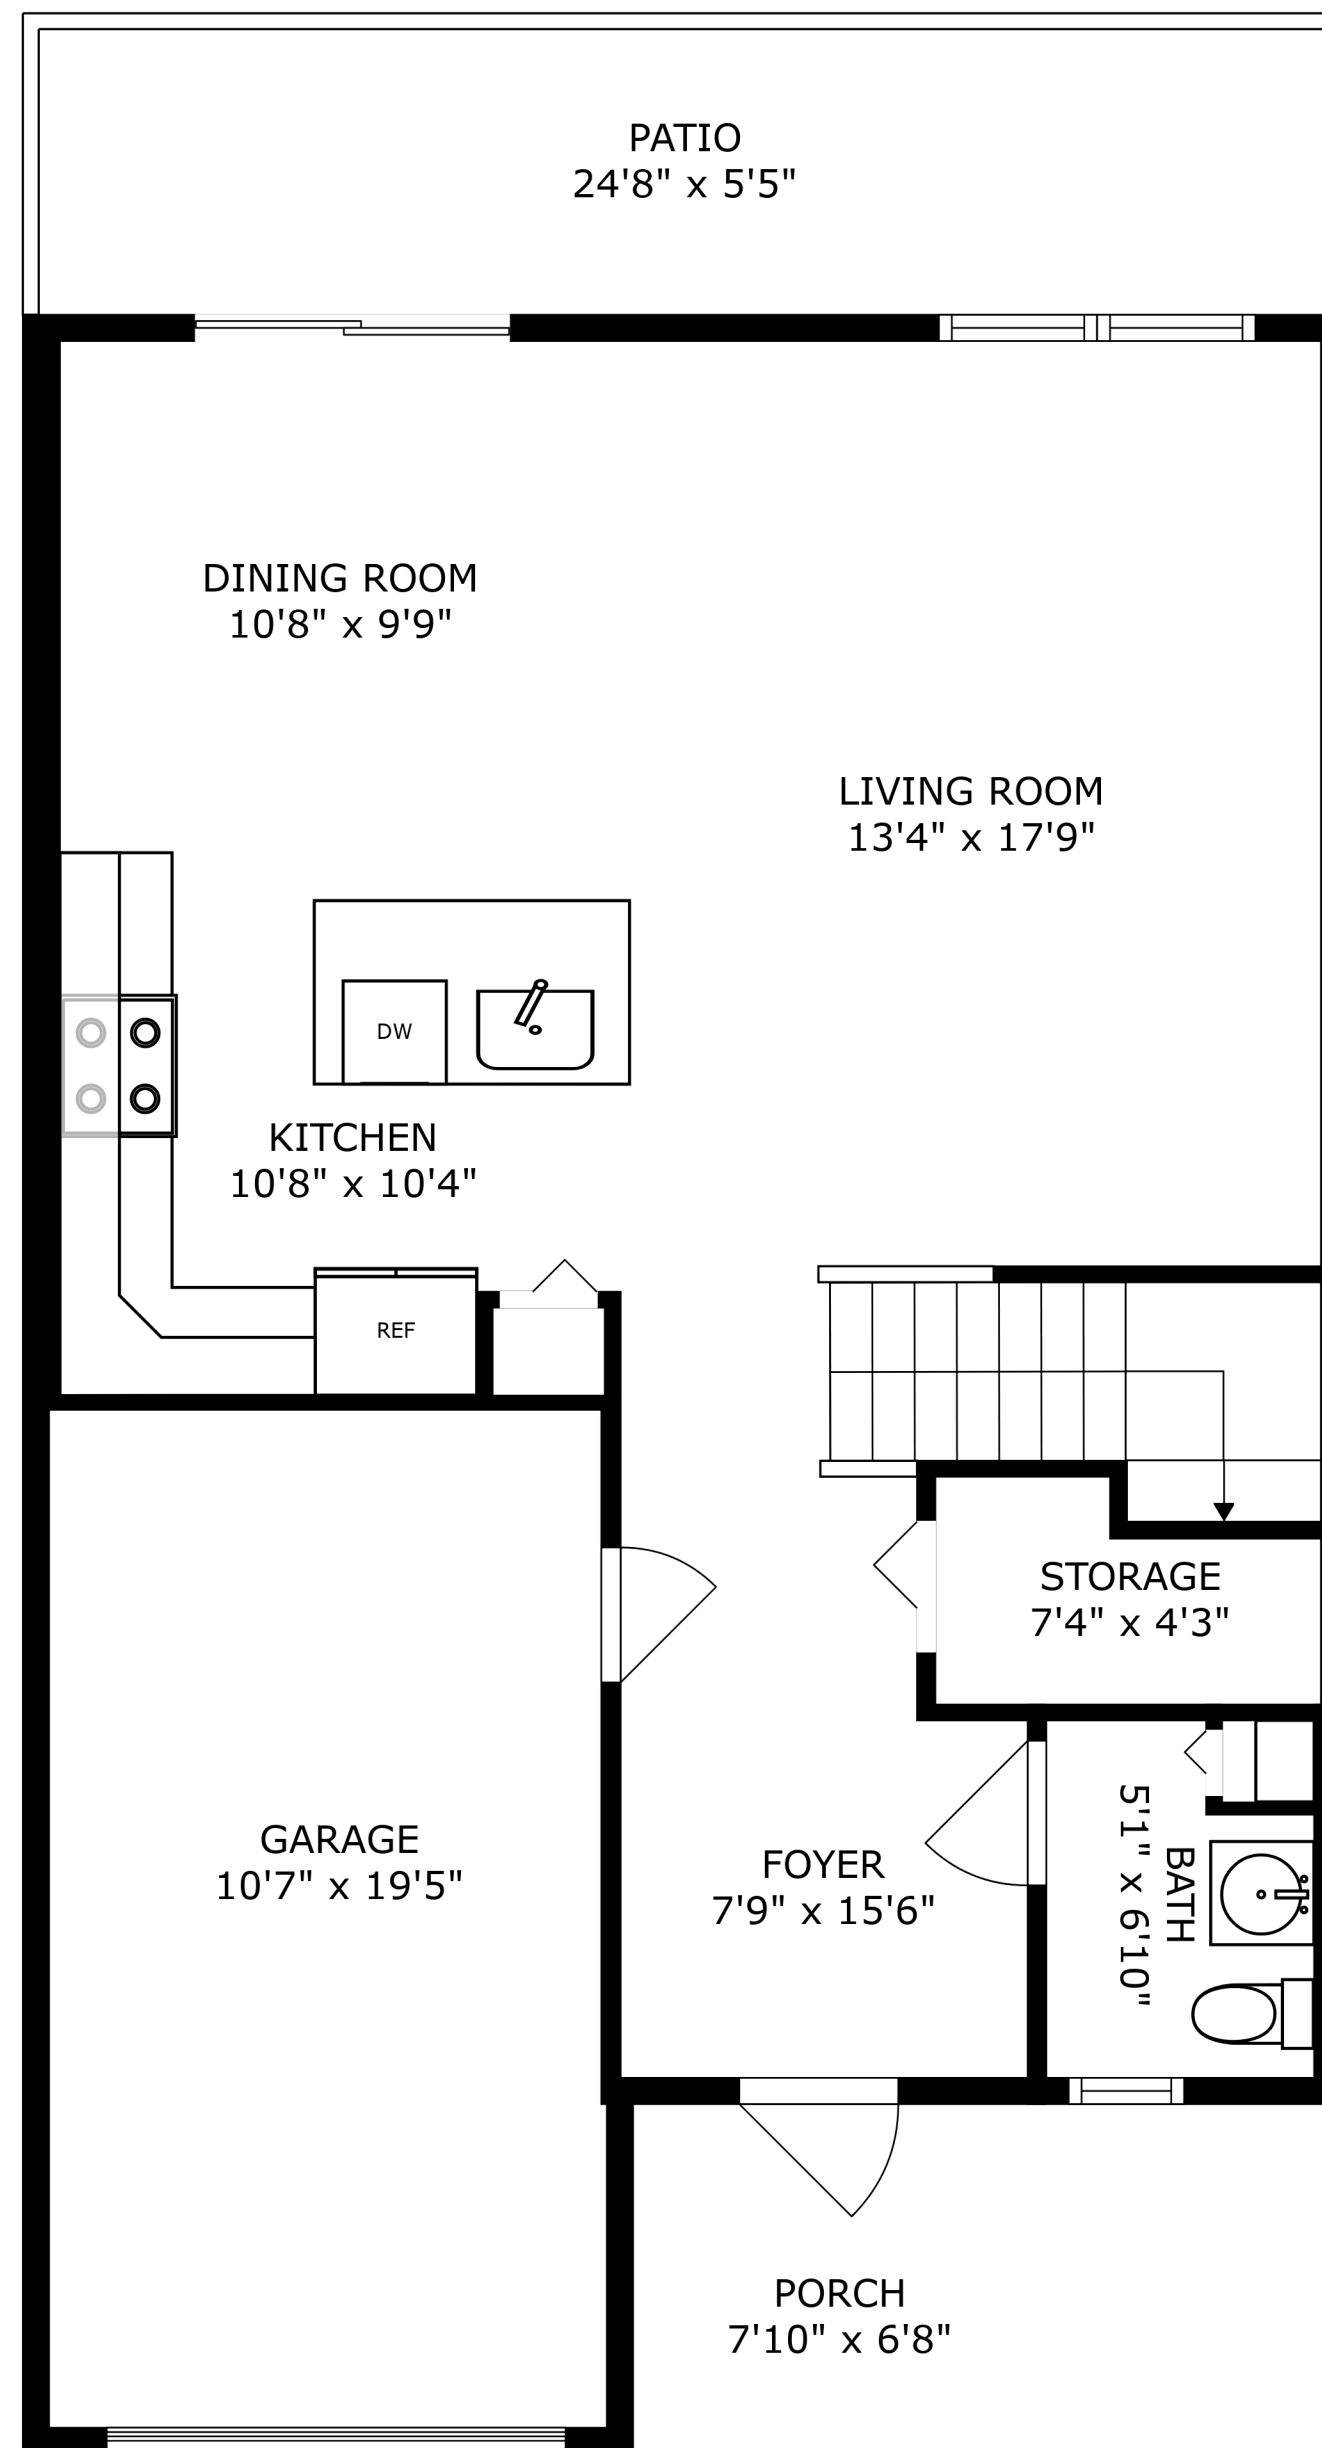 PATIO
24'8" x 5'5"
DINING ROOM
10'8" x 9'9"
LIVING ROOM
13'4" x 17'9"
DW
KITCHEN
10'8" x 10'4"
REF
STORAGE
7'4" x 4'3"
GARAGE
10'7" x 19'5"
FOYER
7'9" x 15'6"
BATH
5'1" x 6'10"
PORCH
7'10" x 6'8"